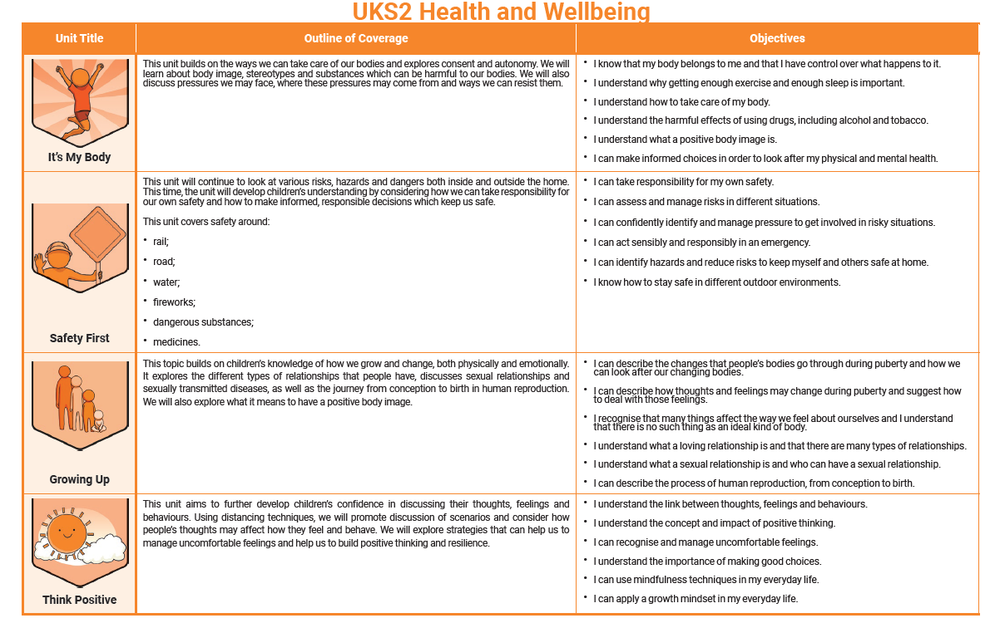 UKS2 Health and Wellbeing
Unit Title
Outline of Coverage
Objectives
It's My Body
This unit builds on the ways we can take care of our bodies and explores consent and autonomy. We will
learn about body image, stereotypes and substances which can be harmful to our bodies. We will also
discuss pressures we may face, where these pressures may come from and ways we can resist them.
• I know that my body belongs to me and that I have control over what happens to it.
• I understand why getting enough exercise and enough sleep is important.
• I understand how to take care of my body.
• I understand the harmful effects of using drugs, including alcohol and tobacco.
• I understand what a positive body image is.
• I can make informed choices in order to look after my physical and mental health.
Safety First
This unit will continue to look at various risks, hazards and dangers both inside and outside the home.
This time, the unit will develop children's understanding by considering how we can take responsibility for
our own safety and how to make informed, responsible decisions which keep us safe.
This unit covers safety around:
• rail;
• road;
• water;
• fireworks;
• dangerous substances;
• medicines.
• I can take responsibility for my own safety.
• I can assess and manage risks in different situations.
• I can confidently identify and manage pressure to get involved in risky situations.
• I can act sensibly and responsibly in an emergency.
• I can identify hazards and reduce risks to keep myself and others safe at home.
• I know how to stay safe in different outdoor environments.
Growing Up
This topic builds on children's knowledge of how we grow and change, both physically and emotionally.
It explores the different types of relationships that people have, discusses sexual relationships and
sexually transmitted diseases, as well as the journey from conception to birth in human reproduction.
We will also explore what it means to have a positive body image.
• I can describe the changes that people's bodies go through during puberty and how we
can look after our changing bodies.
• I can describe how thoughts and feelings may change during puberty and suggest how
to deal with those feelings.
• I recognise that many things affect the way we feel about ourselves and I understand
that there is no such thing as an ideal kind of body.
• I understand what a loving relationship is and that there are many types of relationships.
• I understand what a sexual relationship is and who can have a sexual relationship.
• I can describe the process of human reproduction, from conception to birth.
Think Positive
This unit aims to further develop children's confidence in discussing their thoughts, feelings and
behaviours. Using distancing techniques, we will promote discussion of scenarios and consider how
people's thoughts may affect how they feel and behave. We will explore strategies that can help us to
manage uncomfortable feelings and help us to build positive thinking and resilience.
• I understand the link between thoughts, feelings and behaviours.
• I understand the concept and impact of positive thinking.
• I can recognise and manage uncomfortable feelings.
• I understand the importance of making good choices.
• I can use mindfulness techniques in my everyday life.
• I can apply a growth mindset in my everyday life.